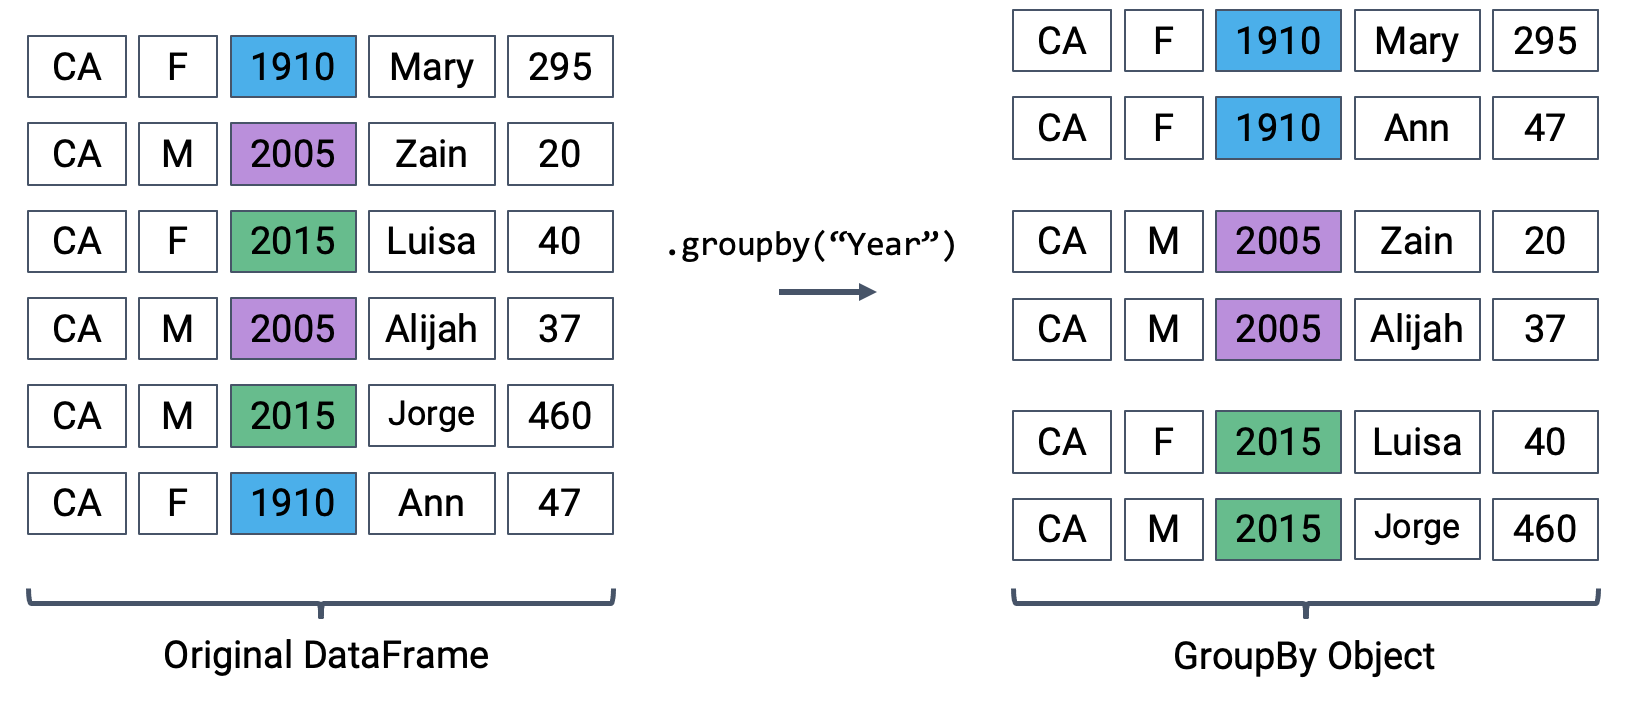 CA F 1910 Mary 295
CA M 2005 Zain 20
CA F 2015 Luisa 40
CA M 2005 Alijah 37
CA M 2015 Jorge 460
CA F 1910 Ann 47
Original DataFrame
.groupby(“Year”)
CA F 1910 Mary 295
CA F 1910 Ann 47
CA M 2005 Zain 20
CA M 2005 Alijah 37
CA F 2015 Luisa 40
CA M 2015 Jorge 460
GroupBy Object